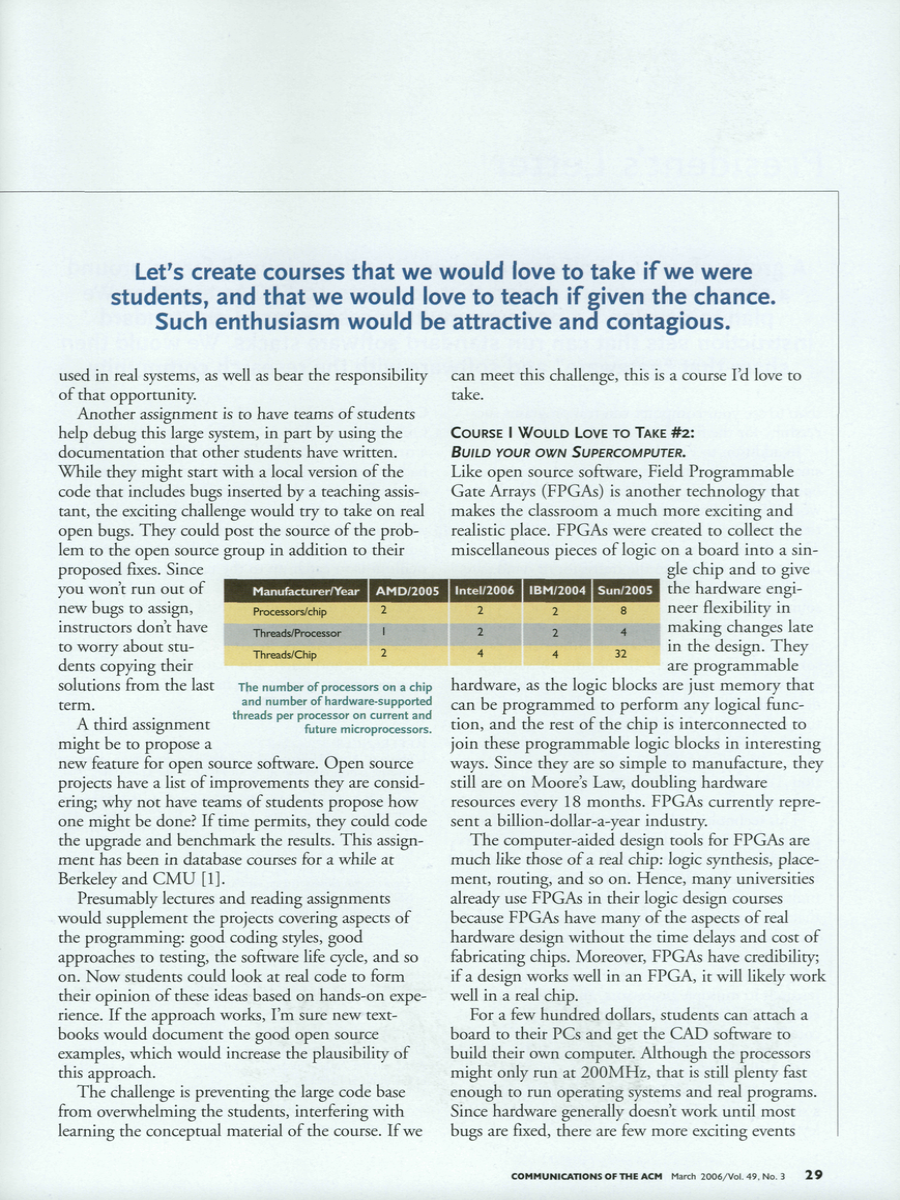 Let's create courses that we would love to take if we were
students, and that we would love to teach if given the chance.
Such enthusiasm would be attractive and contagious.
used in real systems, as well as bear the responsibility
of that opportunity.
Another assignment is to have teams of students
help debug this large system, in part by using the
documentation that other students have written.
While they might start with a local version of the
code that includes bugs inserted by a teaching assis-
tant, the exciting challenge would try to take on real
open bugs. They could post the source of the prob-
lem to the open source group in addition to their
proposed fixes. Since
you won't run out of
new bugs to assign,
instructors don't have
to worry about stu-
dents copying their
solutions from the last
term.
A third assignment
might be to propose a
new feature for open source software. Open source
projects have a list of improvements they are consid-
ering; why not have teams of students propose how
one might be done? If time permits, they could code
the upgrade and benchmark the results. This assign-
ment has been in database courses for a while at
Berkeley and CMU [1].
Presumably lectures and reading assignments
would supplement the projects covering aspects of
the programming: good coding styles, good
approaches to testing, the software life cycle, and so
on. Now students could look at real code to form
their opinion of these ideas based on hands-on expe-
rience. If the approach works, I'm sure new text-
books would document the good open source
examples, which would increase the plausibility of
this approach.
The challenge is preventing the large code base
from overwhelming the students, interfering with
learning the conceptual material of the course. If we
Manufacturer/Year AMD/2005 Intel/2006 IBM/2004 Sun/2005
Processors/chip 2 2 2 8
Threads/Processor 1 2 2 4
Threads/Chip 2 4 4 32
The number of processors on a chip
and number of hardware-supported
threads per processor on current and
future microprocessors.
can meet this challenge, this is a course I'd love to
take.
COURSE I WOULD LOVE TO TAKE #2:
BUILD YOUR OWN SUPERCOMPUTER.
Like open source software, Field Programmable
Gate Arrays (FPGAs) is another technology that
makes the classroom a much more exciting and
realistic place. FPGAs were created to collect the
miscellaneous pieces of logic on a board into a sin-
gle chip and to give
the hardware engi-
neer flexibility in
making changes late
in the design. They
are programmable
hardware, as the logic blocks are just memory that
can be programmed to perform any logical func-
tion, and the rest of the chip is interconnected to
join these programmable logic blocks in interesting
ways. Since they are so simple to manufacture, they
still are on Moore's Law, doubling hardware
resources every 18 months. FPGAs currently repre-
sent a billion-dollar-a-year industry.
The computer-aided design tools for FPGAs are
much like those of a real chip: logic synthesis, place-
ment, routing, and so on. Hence, many universities
already use FPGAs in their logic design courses
because FPGAs have many of the aspects of real
hardware design without the time delays and cost of
fabricating chips. Moreover, FPGAs have credibility;
if a design works well in an FPGA, it will likely work
well in a real chip.
For a few hundred dollars, students can attach a
board to their PCs and get the CAD software to
build their own computer. Although the processors
might only run at 200MHz, that is still plenty fast
enough to run operating systems and real programs.
Since hardware generally doesn't work until most
bugs are fixed, there are few more exciting events
COMMUNICATIONS OF THE ACM March 2006/Vol. 49, No. 3 29